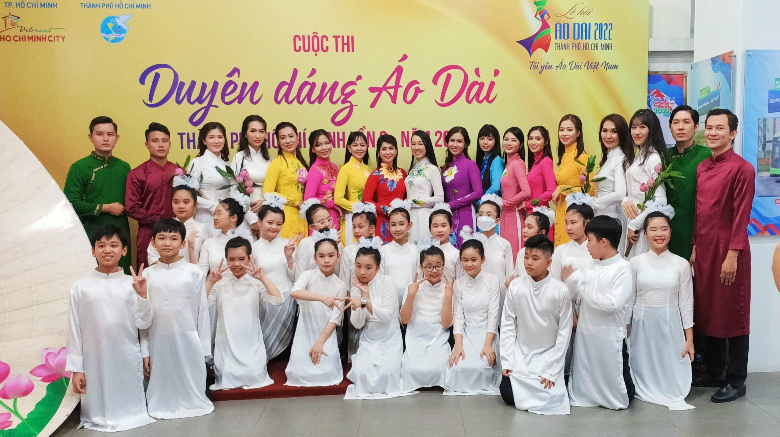 TP. HỒ CHÍ MINH
HO CHI MINH CITY
THÀNH PHỐ HỒ CHÍ MINH
Lễ hội
ÁO DÀI 2022
THÀNH PHỐ HỒ CHÍ MINH
Tôi yêu Áo Dài Việt Nam
CUỘC THI
Duyên dáng Áo Dài